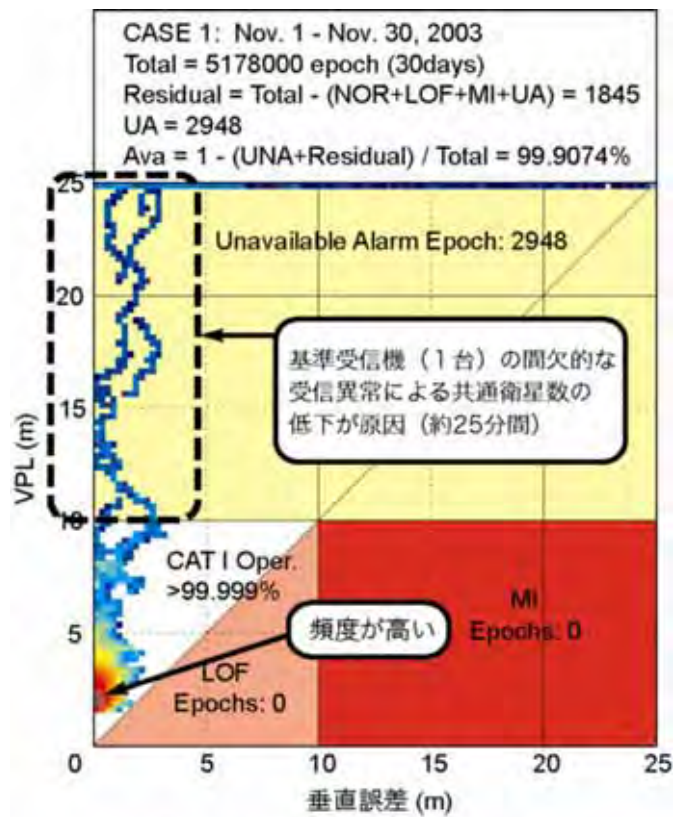 CASE 1: Nov. 1 - Nov. 30, 2003
Total = 5178000 epoch (30days)
Residual = Total - (NOR+LOF+MI+UA) = 1845
UA = 2948
Ava = 1 - (UNA+Residual) / Total = 99.9074%
25
Unavailable Alarm Epoch: 2948
20
基準受信機（１台）の間欠的な
受信異常による共通衛星数の
低下が原因（約25分間）
15
VPL (m)
10
CAT I Oper.
>99.999%
MI
Epochs: 0
頻度が高い
5
LOF
Epochs: 0
0 5 10 15 20 25
垂直誤差 (m)